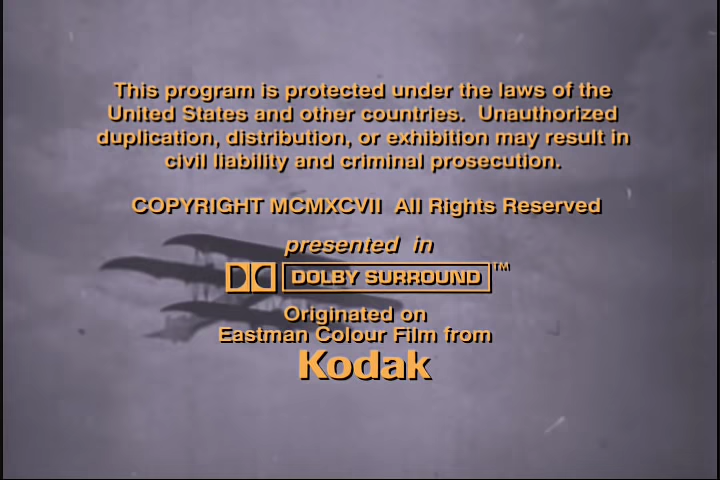 This program is protected under the laws of the
United States and other countries.  Unauthorized
duplication, distribution, or exhibition may result in
civil liability and criminal prosecution.
COPYRIGHT MCMXCVII  All Rights Reserved
presented in
DOLBY SURROUND™
Originated on
Eastman Colour Film from
Kodak